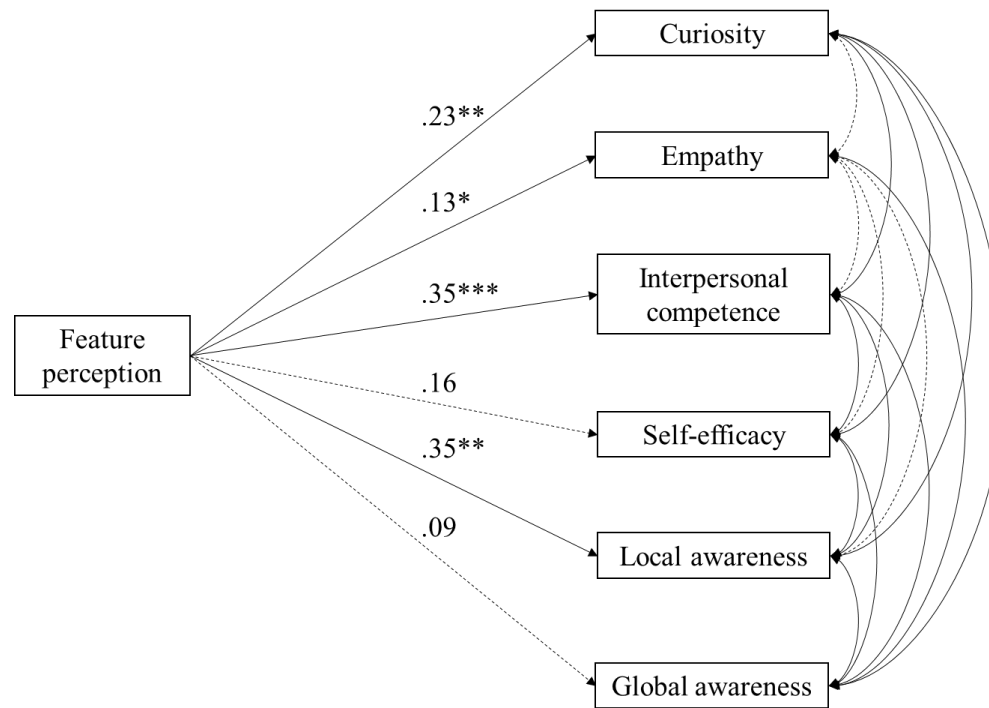 Curiosity
.23**
Empathy
.13*
Interpersonal
competence
.35***
Feature
perception
.16
Self-efficacy
.35**
.09
Local awareness
Global awareness